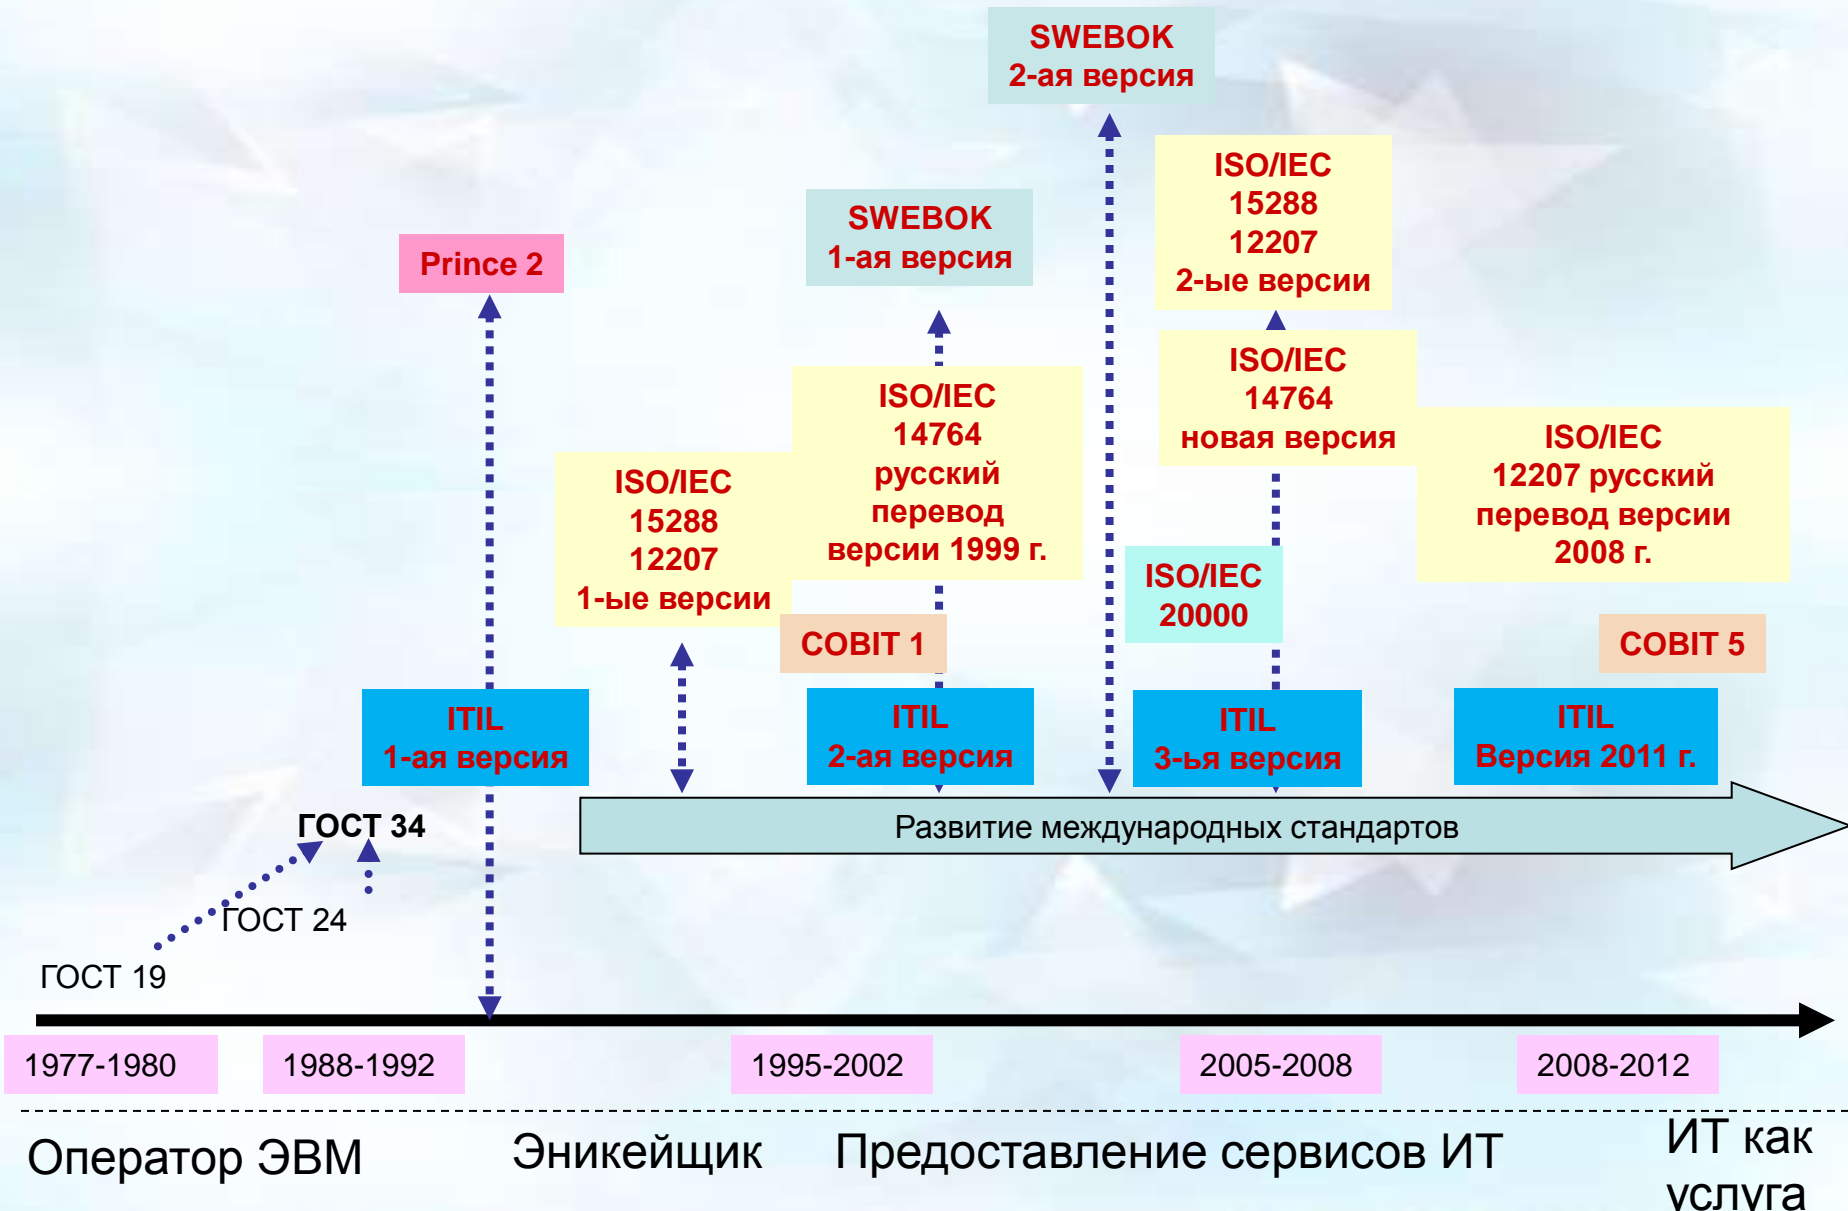 SWEBOK
2-ая версия
ISO/IEC
15288
12207
2-ые версии
SWEBOK
1-ая версия
Prince 2
ISO/IEC
14764
новая версия
ISO/IEC
14764
русский
перевод
версии 1999 г.
ISO/IEC
12207 русский
перевод версии
2008 г.
ISO/IEC
15288
12207
1-ые версии
ISO/IEC
20000
COBIT 1
COBIT 5
ITIL
1-ая версия
ITIL
2-ая версия
ITIL
3-ья версия
ITIL
Версия 2011 г.
ГОСТ 34
Развитие международных стандартов
ГОСТ 24
ГОСТ 19
1977-1980
1988-1992
1995-2002
2005-2008
2008-2012
Оператор ЭВМ
Эникейщик
Предоставление сервисов ИТ
ИТ как
услуга